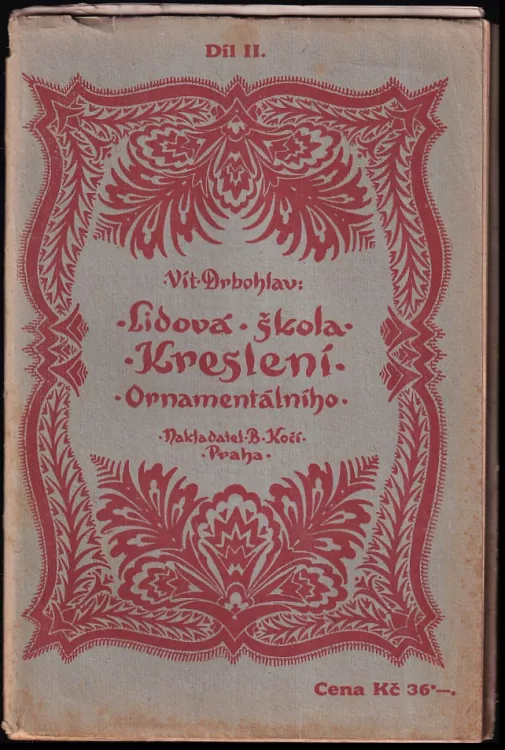 Díl II.
·Vít·Drbohlav:
·Lidová·škola·
·Kreslení·
·Ornamentálního·
·Nakladatel·B·Kočí·
·Praha·
Cena Kč 36·—.